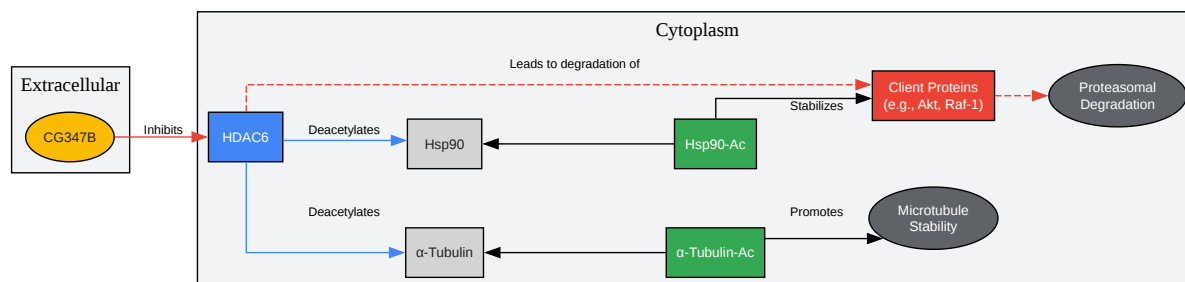 Cytoplasm
Extracellular
Leads to degradation of
Client Proteins
(e.g., Akt, Raf-1)
Proteasomal
Degradation
Stabilizes
CG347B
Inhibits
HDAC6
Deacetylates
Hsp90
Hsp90-Ac
Deacetylates
Promotes
Microtubule
Stability
α-Tubulin
α-Tubulin-Ac